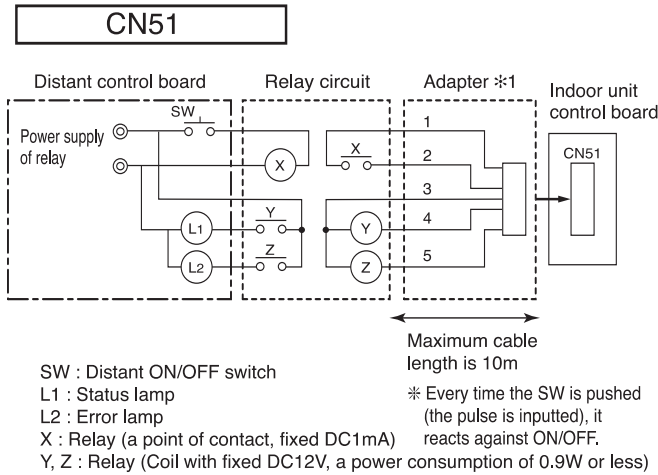 CN51
Distant control board
Relay circuit
Adapter ✻1
Indoor unit
control board
Power supply
of relay
SW
X
X
1
2
3
4
5
CN51
L1
Y
Y
L2
Z
Z
Maximum cable
length is 10m
SW : Distant ON/OFF switch
L1 : Status lamp
L2 : Error lamp
X : Relay (a point of contact, fixed DC1mA)
Y, Z : Relay (Coil with fixed DC12V, a power consumption of 0.9W or less)
✻ Every time the SW is pushed
(the pulse is inputted), it
reacts against ON/OFF.